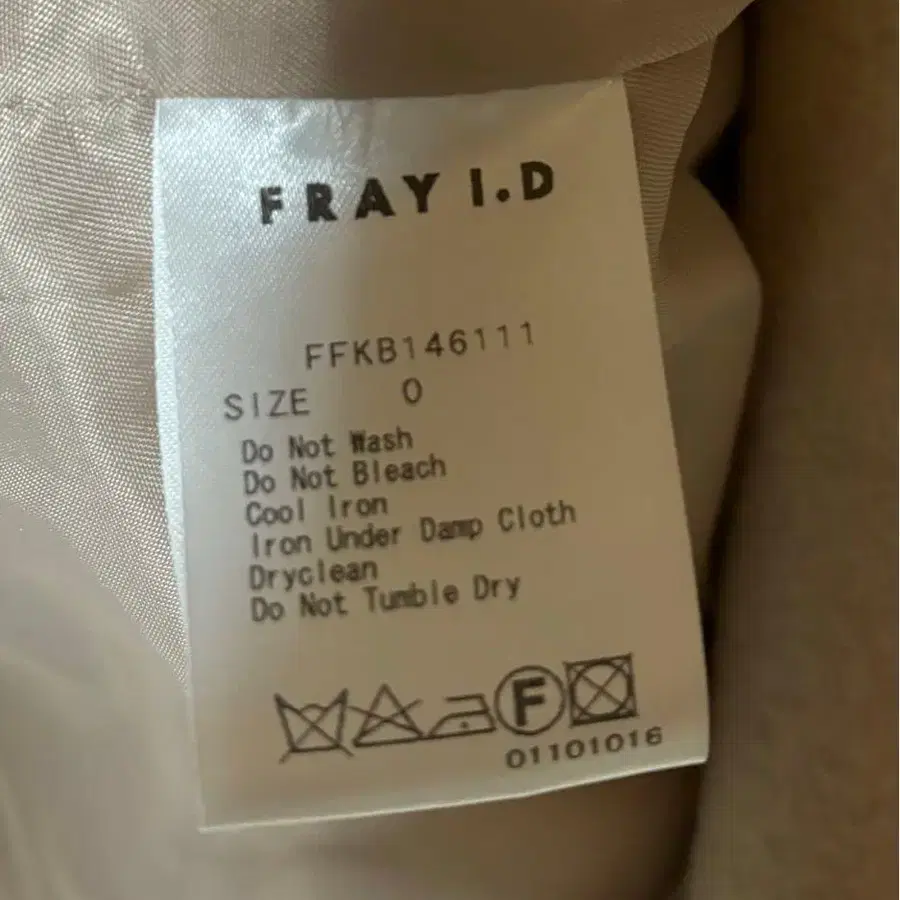 FRAY I.D
FFKB146111
SIZE 0
Do Not Wash
Do Not Bleach
Cool Iron
Iron Under Damp Cloth
Dryclean
Do Not Tumble Dry
F
01101016